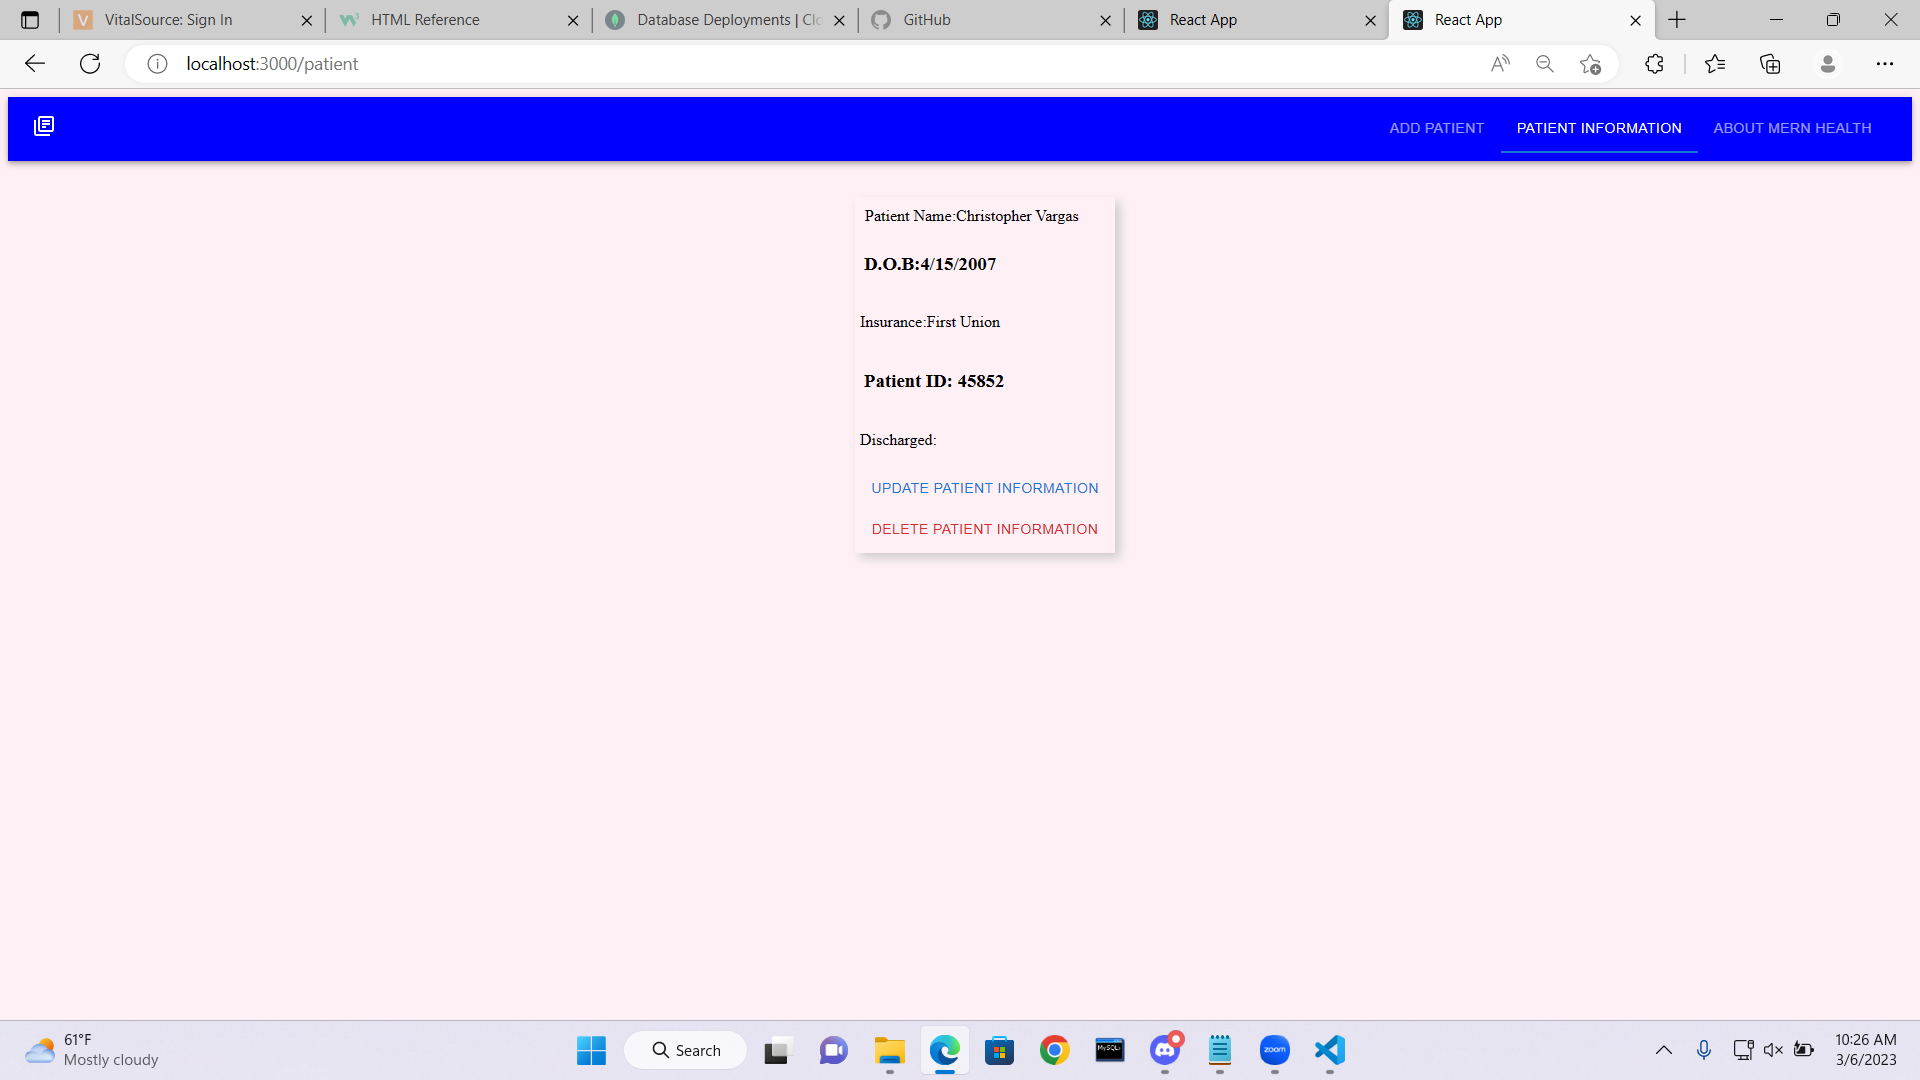 VitalSource: Sign In
HTML Reference
Database Deployments | Clo
GitHub
React App
React App
localhost:3000/patient
ADD PATIENT
PATIENT INFORMATION
ABOUT MERN HEALTH
Patient Name:Christopher Vargas
D.O.B:4/15/2007
Insurance:First Union
Patient ID: 45852
Discharged:
UPDATE PATIENT INFORMATION
DELETE PATIENT INFORMATION
61°F
Mostly cloudy
Search
MySQL
zoom
10:26 AM
3/6/2023